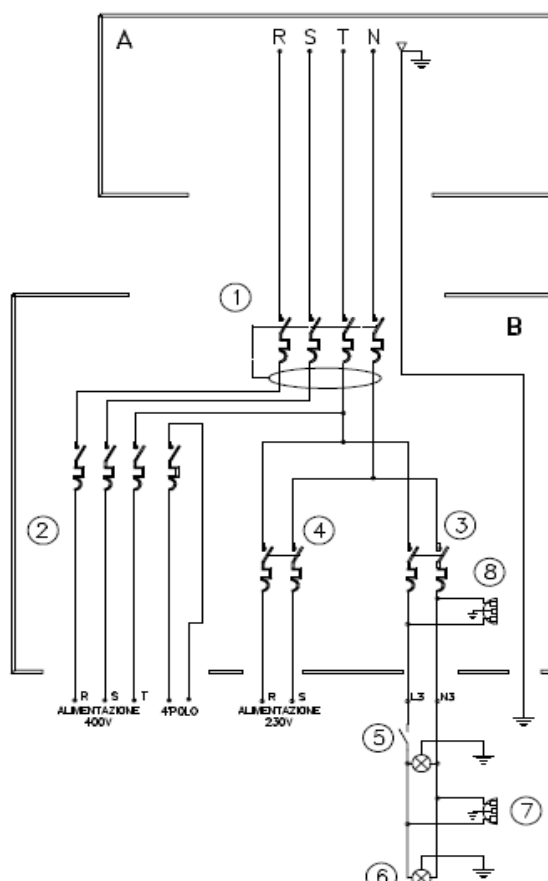 A
R S T N
1
B
2
4
3
8
R S T
ALIMENTAZIONE
400V
4°POLO
R S
ALIMENTAZIONE
230V
L3 N3
5
7
6